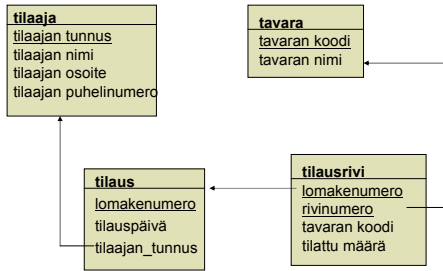 tilaaja
tilaajan tunnus
tilaajan nimi
tilaajan osoite
tilaajan puhelinumero
tavara
tavaran koodi
tavaran nimi
tilaus
lomakenumero
tilauspäivä
tilaajan_tunnus
tilausrivi
lomakenumero
rivinumero
tavaran koodi
tilattu määrä